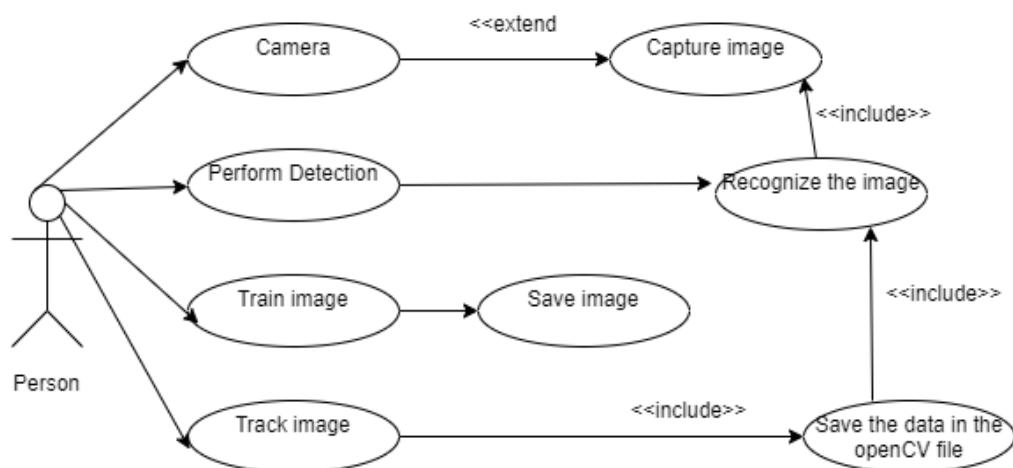 <<extend
Camera
Capture image
<<include>>
Perform Detection
Recognize the image
Train image
Save image
<<include>>
Person
Track image
<<include>>
Save the data in the
openCV file